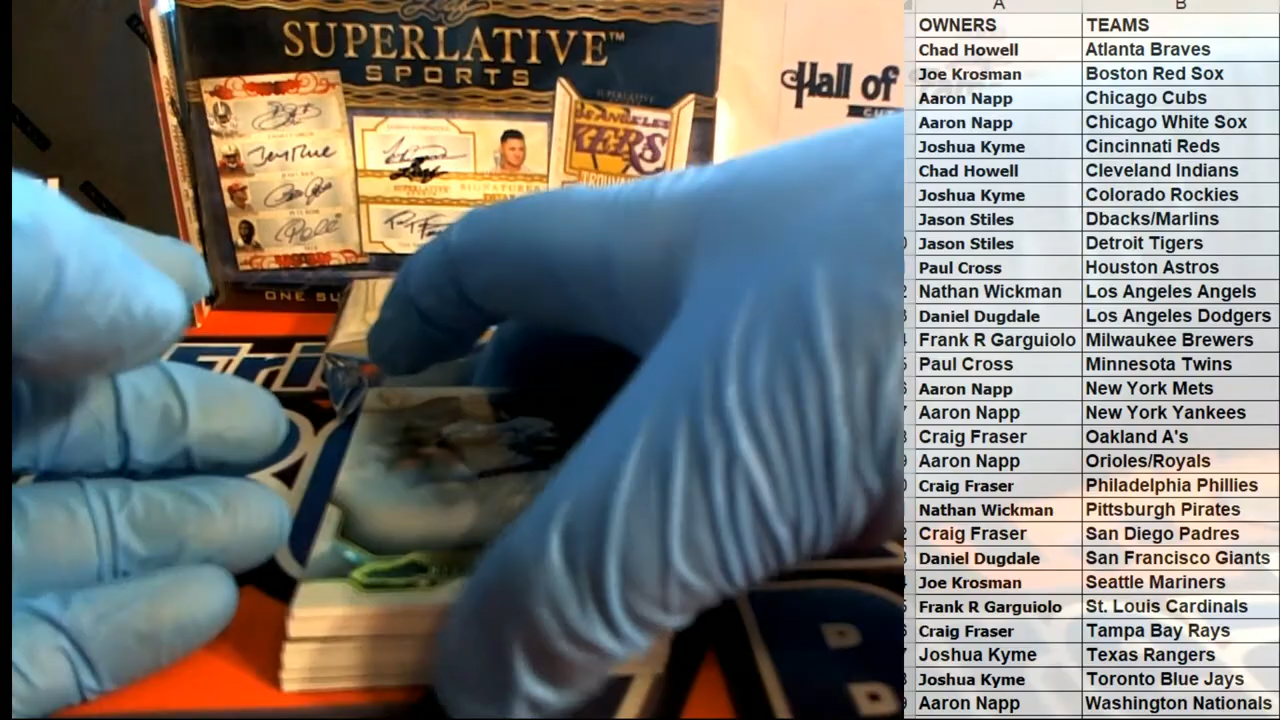 SUPERLATIVE™
SPORTS
Hall of
ONE SU
A B
OWNERS TEAMS
Chad Howell Atlanta Braves
Joe Krosman Boston Red Sox
Aaron Napp Chicago Cubs
Aaron Napp Chicago White Sox
Joshua Kyme Cincinnati Reds
Chad Howell Cleveland Indians
Joshua Kyme Colorado Rockies
Jason Stiles Dbacks/Marlins
Jason Stiles Detroit Tigers
Paul Cross Houston Astros
Nathan Wickman Los Angeles Angels
Daniel Dugdale Los Angeles Dodgers
Frank R Garguiolo Milwaukee Brewers
Paul Cross Minnesota Twins
Aaron Napp New York Mets
Aaron Napp New York Yankees
Craig Fraser Oakland A's
Aaron Napp Orioles/Royals
Craig Fraser Philadelphia Phillies
Nathan Wickman Pittsburgh Pirates
Craig Fraser San Diego Padres
Daniel Dugdale San Francisco Giants
Joe Krosman Seattle Mariners
Frank R Garguiolo St. Louis Cardinals
Craig Fraser Tampa Bay Rays
Joshua Kyme Texas Rangers
Joshua Kyme Toronto Blue Jays
Aaron Napp Washington Nationals